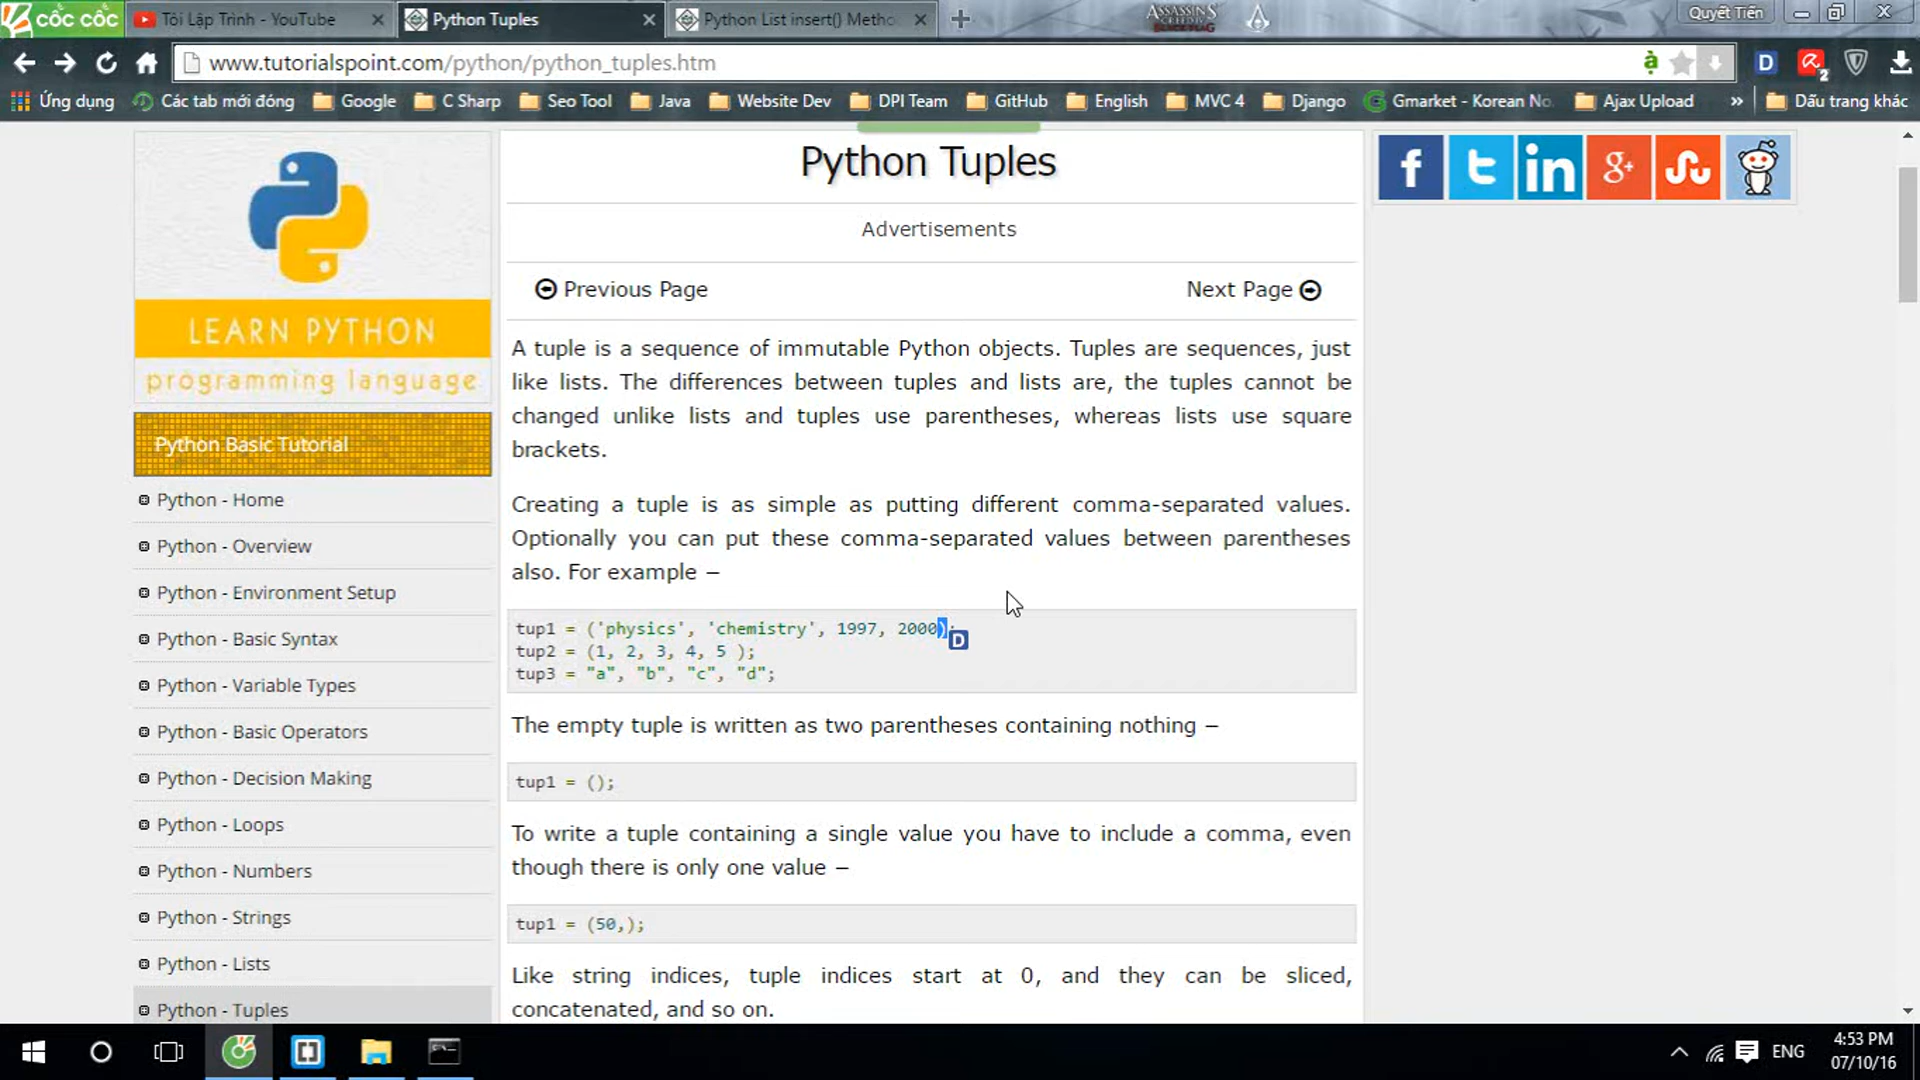 cốc cốc
Tôi Lập Trình - YouTube
Python Tuples
Python List insert() Metho
ASSASSIN'S
Quyết Tiến
www.tutorialspoint.com/python/python_tuples.htm
ạ̀
D
2
Ứng dụng
Các tab mới đóng
Google
C Sharp
Seo Tool
Java
Website Dev
DPI Team
GitHub
English
MVC 4
Django
Gmarket - Korean No.
Ajax Upload
»
Dấu trang khác
LEARN PYTHON
programming language
Python Basic Tutorial
Python - Home
Python - Overview
Python - Environment Setup
Python - Basic Syntax
Python - Variable Types
Python - Basic Operators
Python - Decision Making
Python - Loops
Python - Numbers
Python - Strings
Python - Lists
Python - Tuples
Python Tuples
Advertisements
Previous Page
Next Page
A tuple is a sequence of immutable Python objects. Tuples are sequences, just
like lists. The differences between tuples and lists are, the tuples cannot be
changed unlike lists and tuples use parentheses, whereas lists use square
brackets.
Creating a tuple is as simple as putting different comma-separated values.
Optionally you can put these comma-separated values between parentheses
also. For example −
tup1 = ('physics', 'chemistry', 1997, 2000);
D
tup2 = (1, 2, 3, 4, 5 );
tup3 = "a", "b", "c", "d";
The empty tuple is written as two parentheses containing nothing −
tup1 = ();
To write a tuple containing a single value you have to include a comma, even
though there is only one value −
tup1 = (50,);
Like string indices, tuple indices start at 0, and they can be sliced,
concatenated, and so on.
f
t
in
g+
ENG
4:53 PM
07/10/16